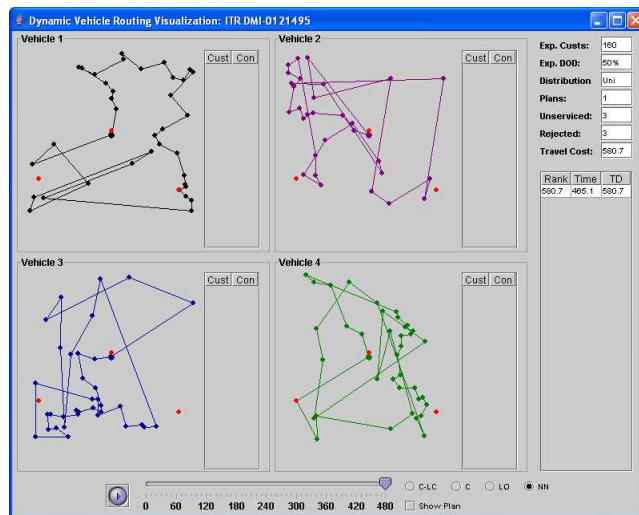 Dynamic Vehicle Routing Visualization: ITR DMI-0121495
Vehicle 1
Cust Con
Vehicle 2
Cust Con
Exp. Custs: 160
Exp. DOD: 50%
Distribution Uni
Plans: 1
Unserviced: 3
Rejected: 3
Travel Cost: 580.7
Rank Time TD
580.7 465.1 580.7
Vehicle 3
Cust Con
Vehicle 4
Cust Con
0 60 120 180 240 300 360 420 480
C-LC C LO NN
Show Plan